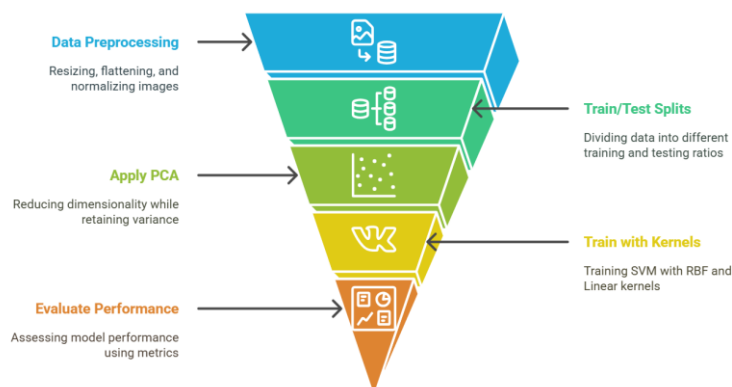 Data Preprocessing
Resizing, flattening, and
normalizing images
Train/Test Splits
Dividing data into different
training and testing ratios
Apply PCA
Reducing dimensionality while
retaining variance
Train with Kernels
Training SVM with RBF and
Linear kernels
Evaluate Performance
Assessing model performance
using metrics